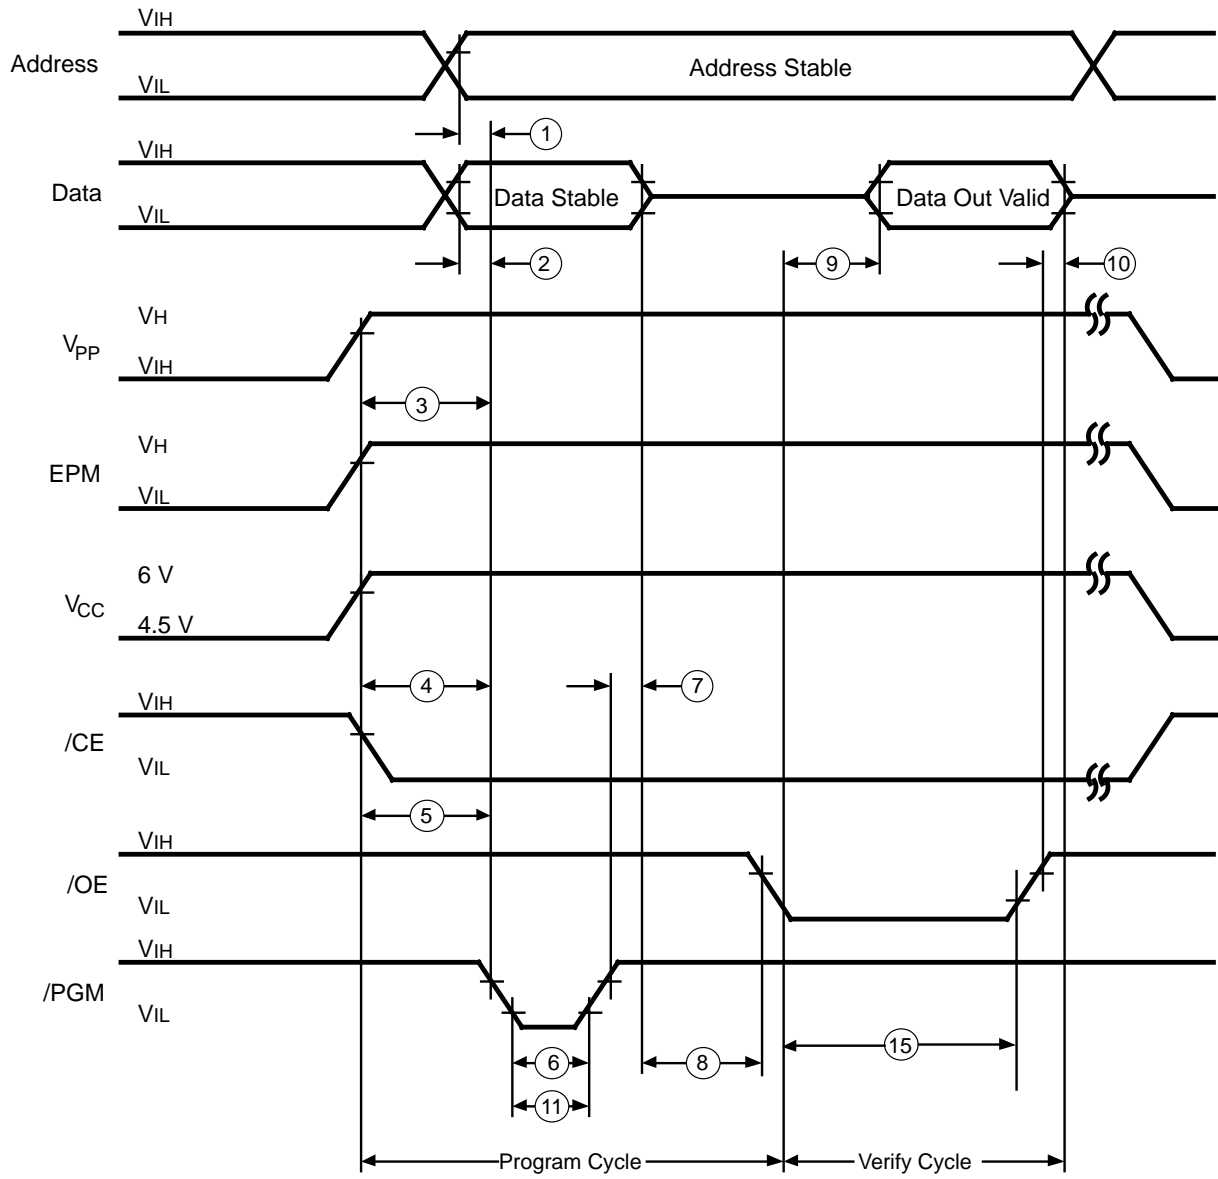 VIH
Address
Address Stable
VIL
1
VIH
Data
Data Stable
Data Out Valid
VIL
2
9
10
VH
VPP
VIH
3
VH
EPM
VIL
6 V
VCC
4.5 V
4
7
VIH
/CE
VIL
5
VIH
/OE
VIL
VIH
/PGM
VIL
15
6
8
11
Program Cycle
Verify Cycle